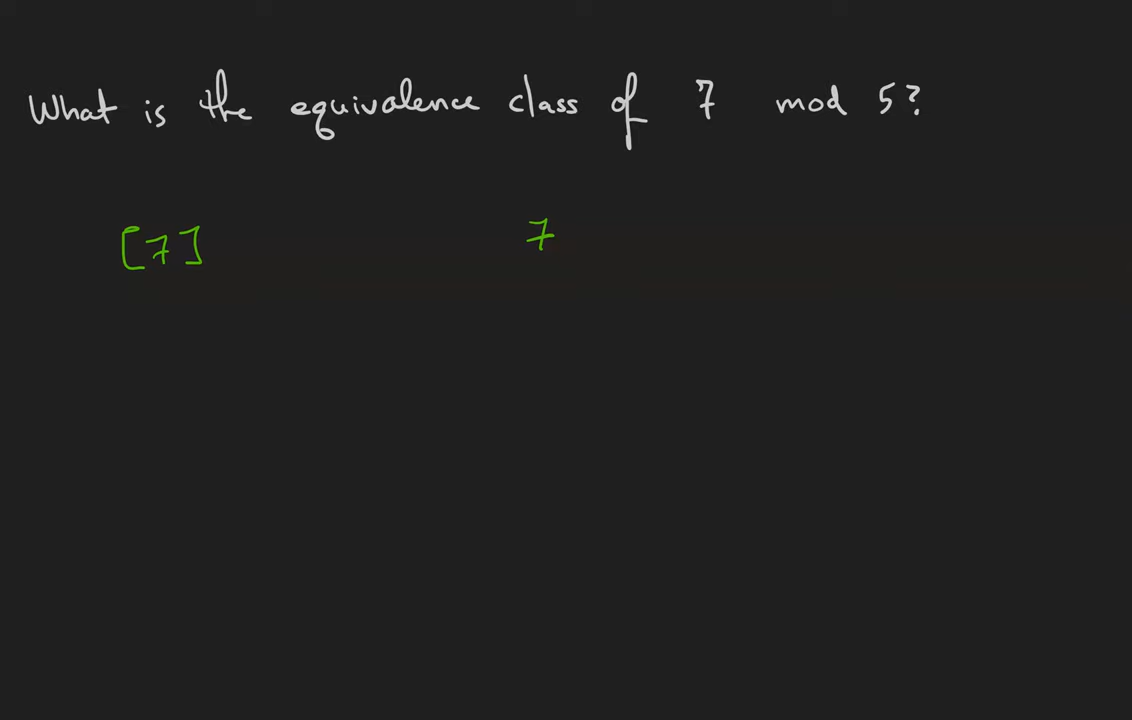 What is the equivalence class of 7 mod 5?
[7] 7